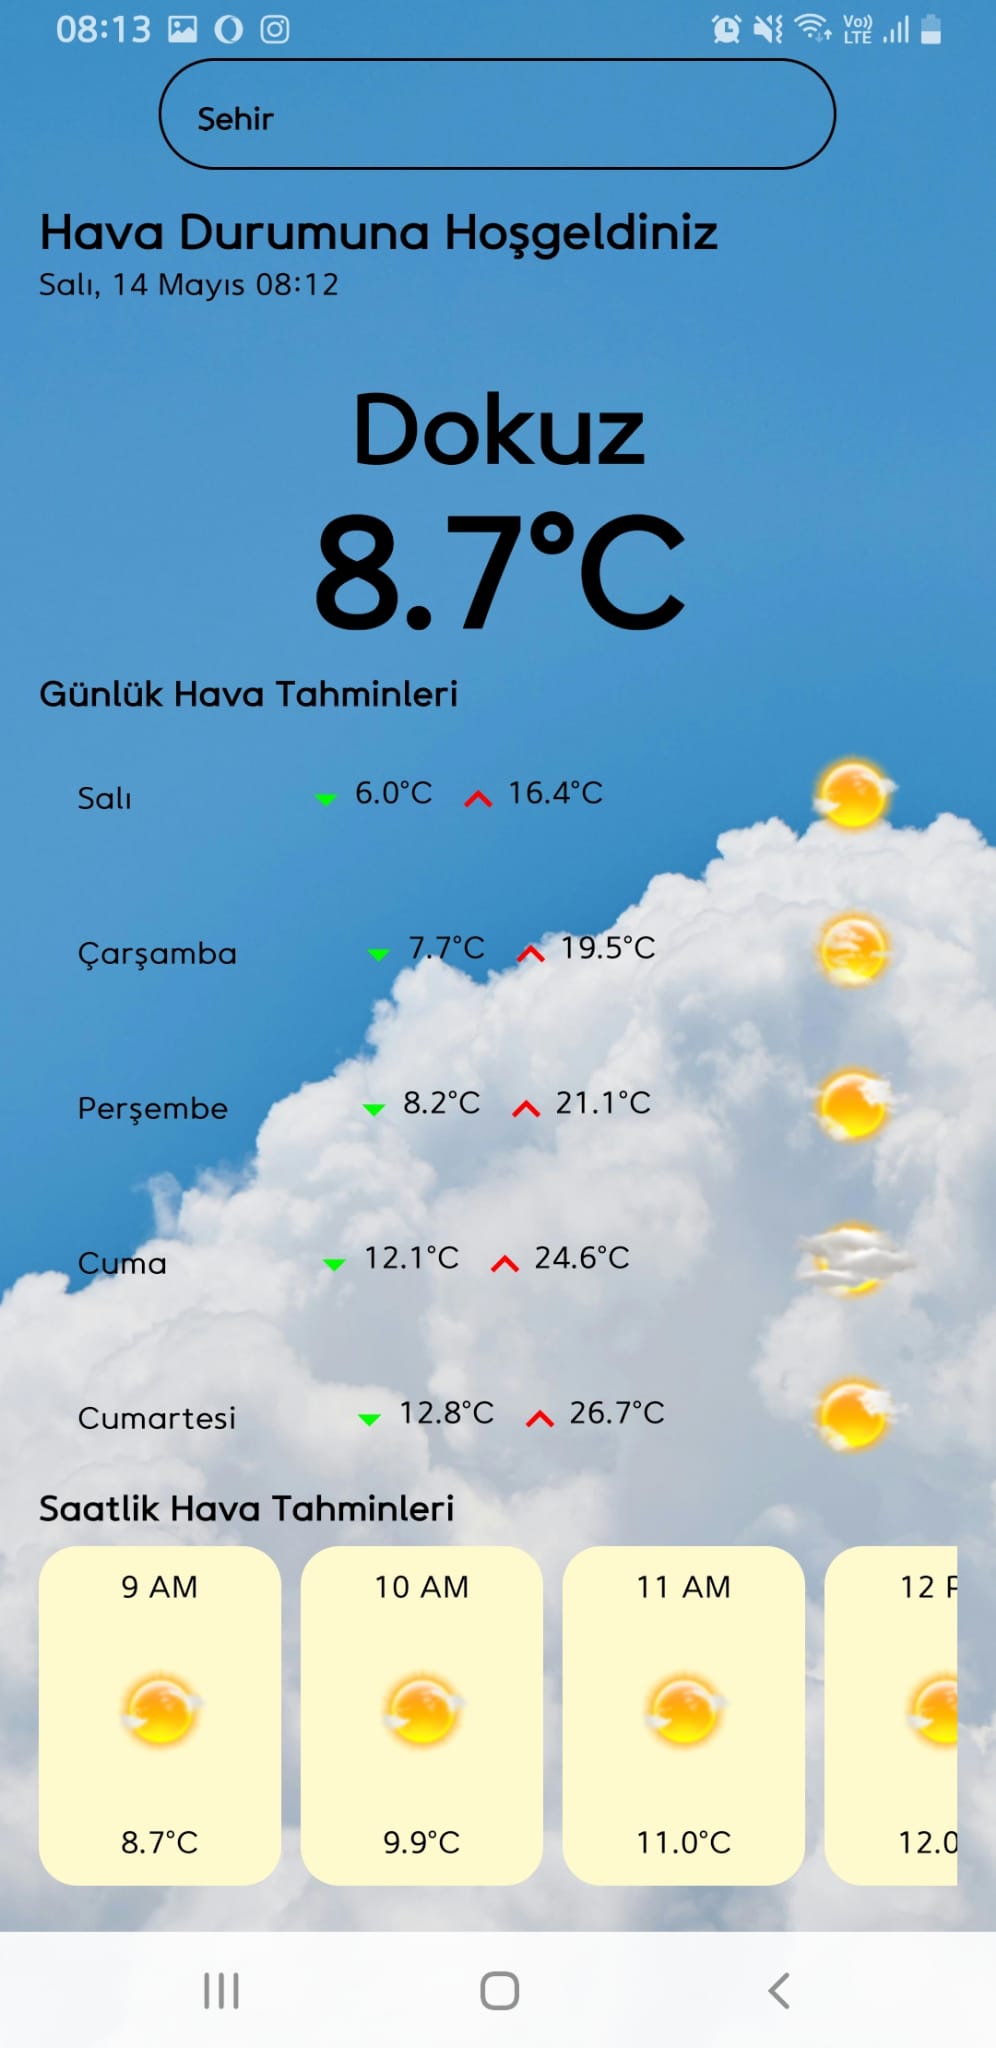 08:13
Vo)) LTE
Sehir
Hava Durumuna Hoşgeldiniz
Salı, 14 Mayıs 08:12
Dokuz
8.7°C
Günlük Hava Tahminleri
Salı 6.0°C 16.4°C
Çarşamba 7.7°C 19.5°C
Perşembe 8.2°C 21.1°C
Cuma 12.1°C 24.6°C
Cumartesi 12.8°C 26.7°C
Saatlik Hava Tahminleri
9 AM 10 AM 11 AM 12 P
8.7°C 9.9°C 11.0°C 12.0